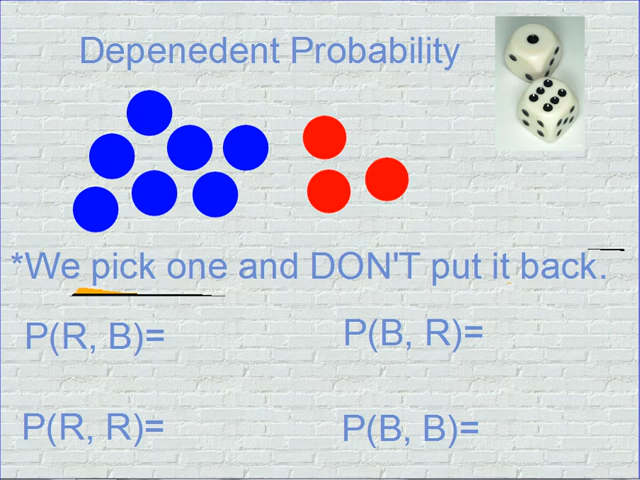 Depenedent Probability
*We pick one and DON'T put it back.
P(R, B)=
P(B, R)=
P(R, R)=
P(B, B)=